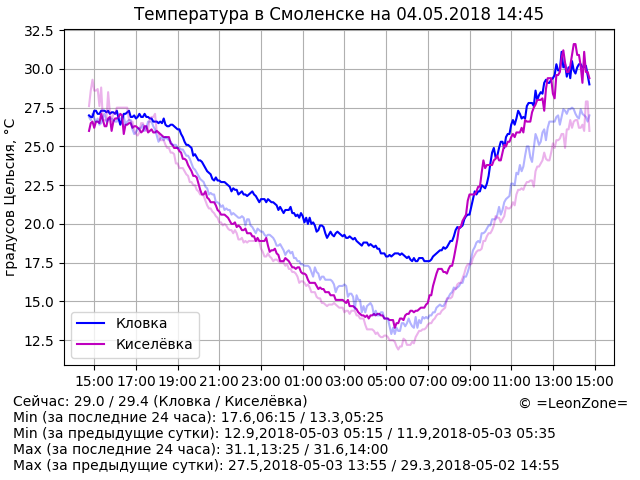 Температура в Смоленске на 04.05.2018 14:45
градусов Цельсия, °C
32.5
30.0
27.5
25.0
22.5
20.0
17.5
15.0
12.5
Кловка
Киселёвка
15:00 17:00 19:00 21:00 23:00 01:00 03:00 05:00 07:00 09:00 11:00 13:00 15:00
Сейчас: 29.0 / 29.4 (Кловка / Киселёвка)
© =LeonZone=
Min (за последние 24 часа): 17.6,06:15 / 13.3,05:25
Min (за предыдущие сутки): 12.9,2018-05-03 05:15 / 11.9,2018-05-03 05:35
Max (за последние 24 часа): 31.1,13:25 / 31.6,14:00
Max (за предыдущие сутки): 27.5,2018-05-03 13:55 / 29.3,2018-05-02 14:55